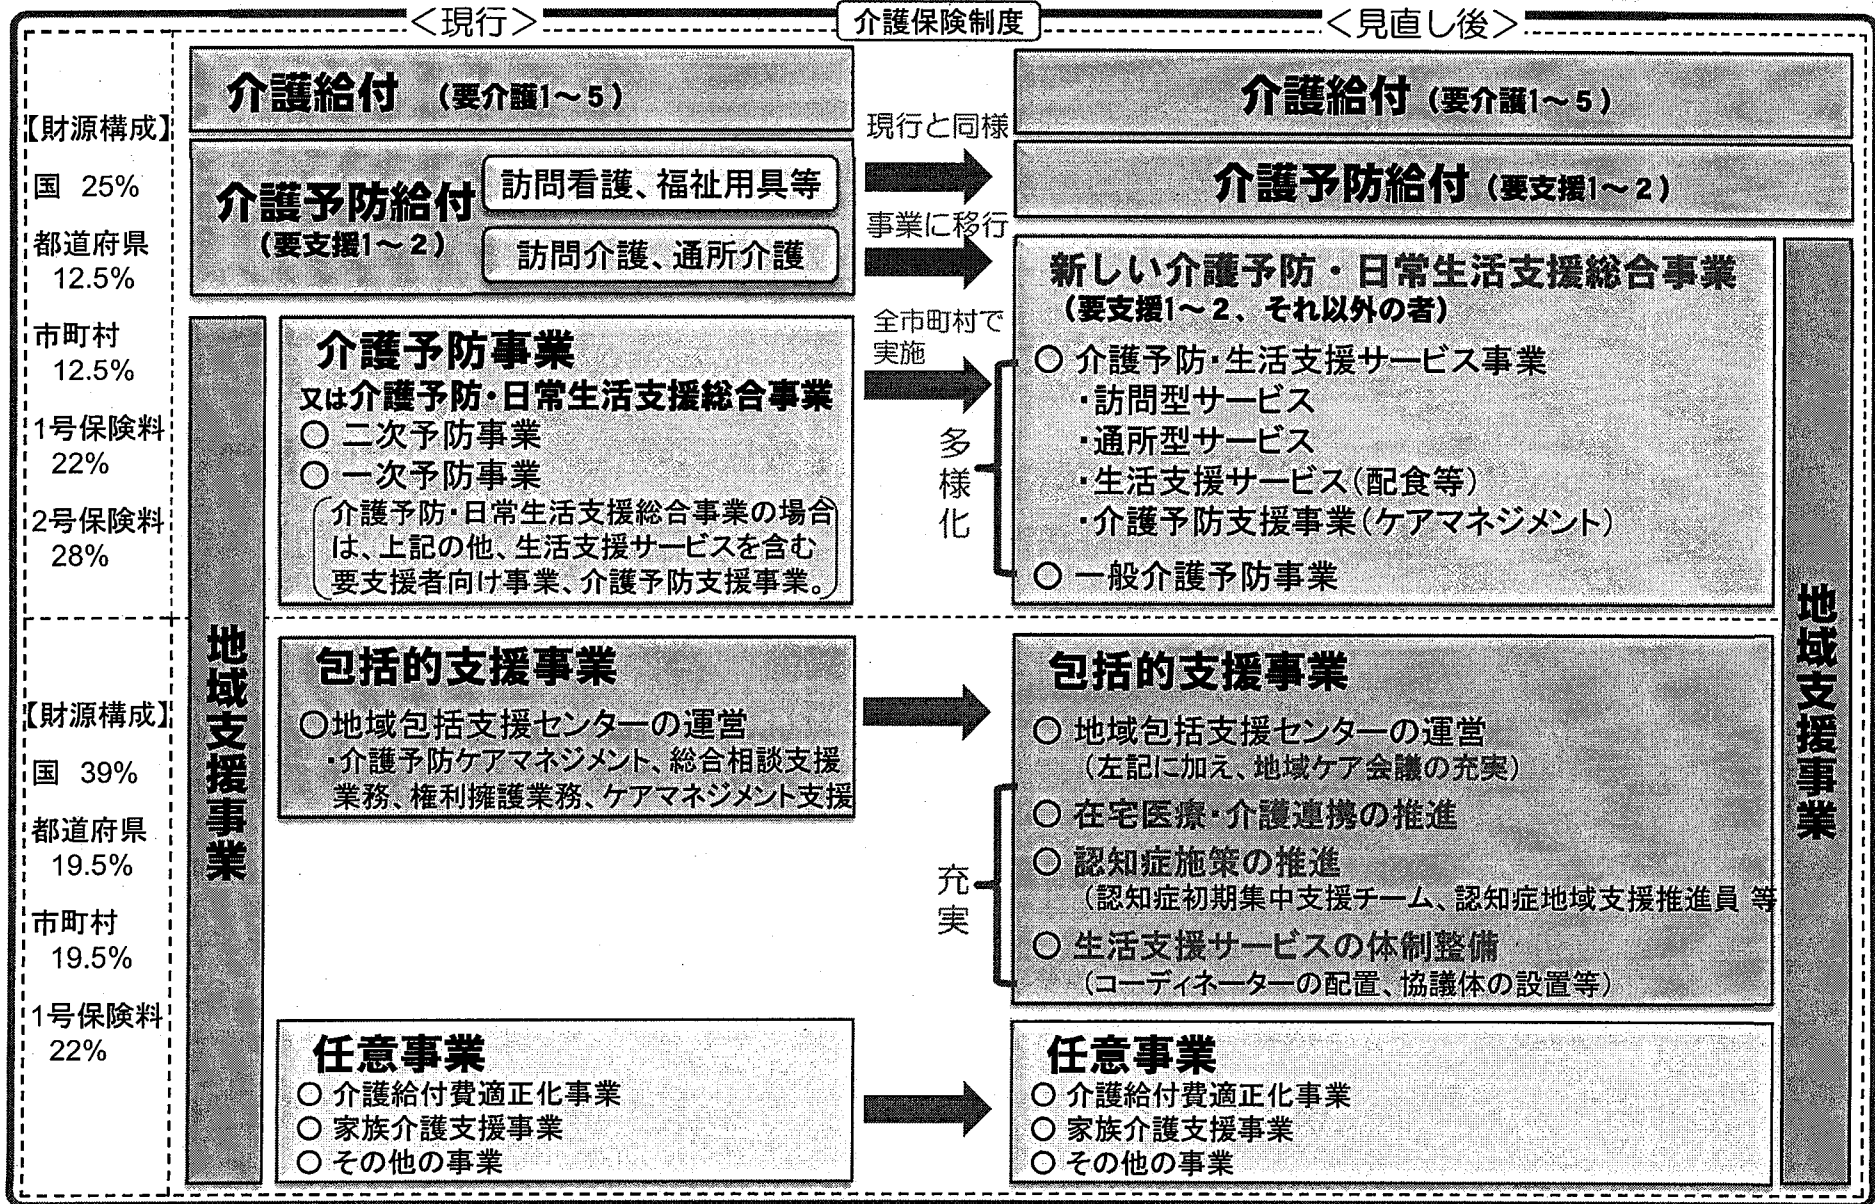 ＜現行＞
介護保険制度
＜見直し後＞
【財源構成】
国 25%
都道府県
12.5%
市町村
12.5%
1号保険料
22%
2号保険料
28%
介護給付 (要介護1～5)
介護予防給付
(要支援1～2)
訪問看護、福祉用具等
訪問介護、通所介護
現行と同様
事業に移行
全市町村で
実施
多様化
介護給付 (要介護1～5)
介護予防給付 (要支援1～2)
新しい介護予防・日常生活支援総合事業
(要支援1～2、それ以外の者)
○ 介護予防・生活支援サービス事業
・訪問型サービス
・通所型サービス
・生活支援サービス(配食等)
・介護予防支援事業(ケアマネジメント)
○ 一般介護予防事業
介護予防事業
又は介護予防・日常生活支援総合事業
○ 二次予防事業
○ 一次予防事業
介護予防・日常生活支援総合事業の場合
は、上記の他、生活支援サービスを含む
要支援者向け事業、介護予防支援事業。
地域支援事業
【財源構成】
国 39%
都道府県
19.5%
市町村
19.5%
1号保険料
22%
包括的支援事業
○地域包括支援センターの運営
・介護予防ケアマネジメント、総合相談支援
業務、権利擁護業務、ケアマネジメント支援
充実
包括的支援事業
○ 地域包括支援センターの運営
(左記に加え、地域ケア会議の充実)
○ 在宅医療・介護連携の推進
○ 認知症施策の推進
(認知症初期集中支援チーム、認知症地域支援推進員 等
○ 生活支援サービスの体制整備
(コーディネーターの配置、協議体の設置等)
地域支援事業
任意事業
○ 介護給付費適正化事業
○ 家族介護支援事業
○ その他の事業
任意事業
○ 介護給付費適正化事業
○ 家族介護支援事業
○ その他の事業